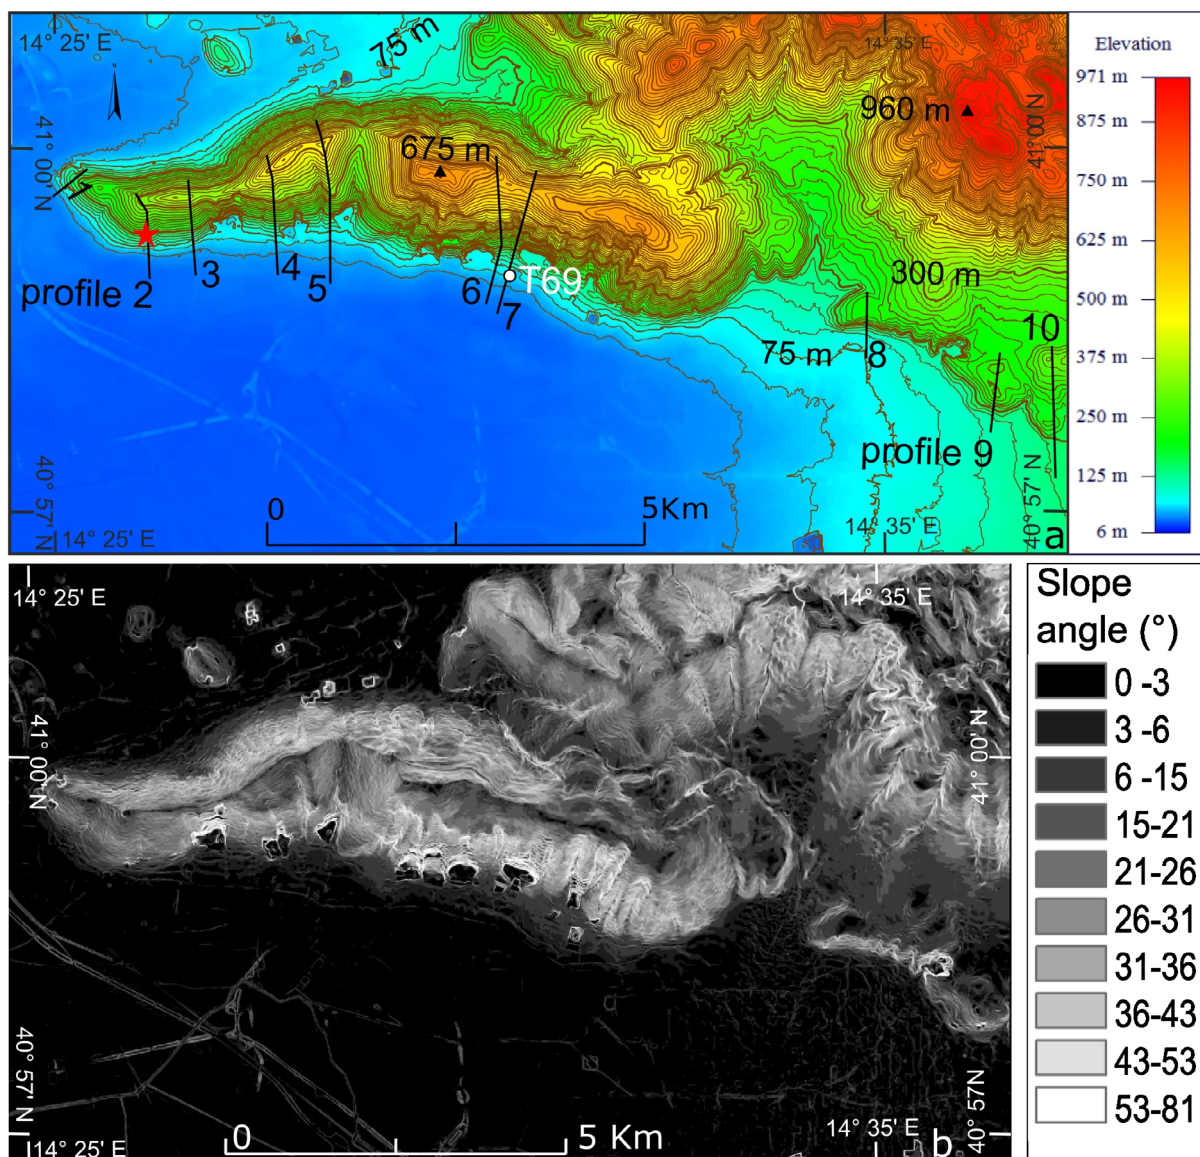 14° 25' E
75 m
14° 35' E
Elevation
971 m
875 m
750 m
625 m
500 m
375 m
250 m
125 m
6 m
960 m
41° 00' N
41° 00' N
675 m
1
profile 2
3
4
5
6
7
T69
300 m
75 m
8
10
profile 9
0
5Km
40° 57' N
14° 25' E
14° 35' E
40° 57' N
a
14° 25' E
14° 35' E
41° 00' N
41° 00' N
40° 57' N
40° 57N
14° 25' E
0
5 Km
14° 35' E
b
Slope
angle (°)
0 -3
3 -6
6 -15
15-21
21-26
26-31
31-36
36-43
43-53
53-81